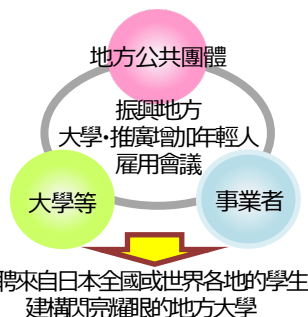 地方公共團體
振興地方
大學･推廣增加年輕人
雇用會議
大學等
事業者
聘來自日本全國或世界各地的學生
建構閃亮耀眼的地方大學